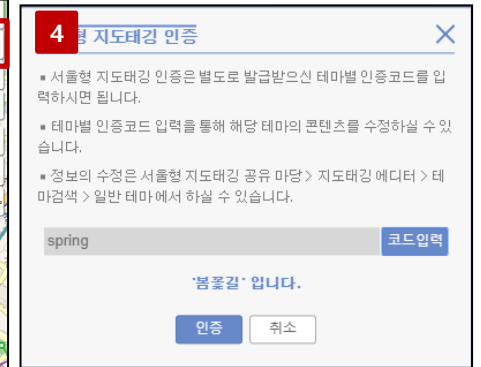 4 형 지도태깅 인증
▪ 서울형 지도태깅 인증은 별도로 발급받으신 테마별 인증코드를 입
력하시면 됩니다.
▪ 테마별 인증코드 입력을 통해 해당 테마의 콘텐츠를 수정하실 수 있
습니다.
▪ 정보의 수정은 서울형 지도태깅 공유 마당 > 지도태깅 에디터 > 테
마검색 > 일반 테마에서 하실 수 있습니다.
spring 코드입력
'봄꽃길' 입니다.
인증 취소